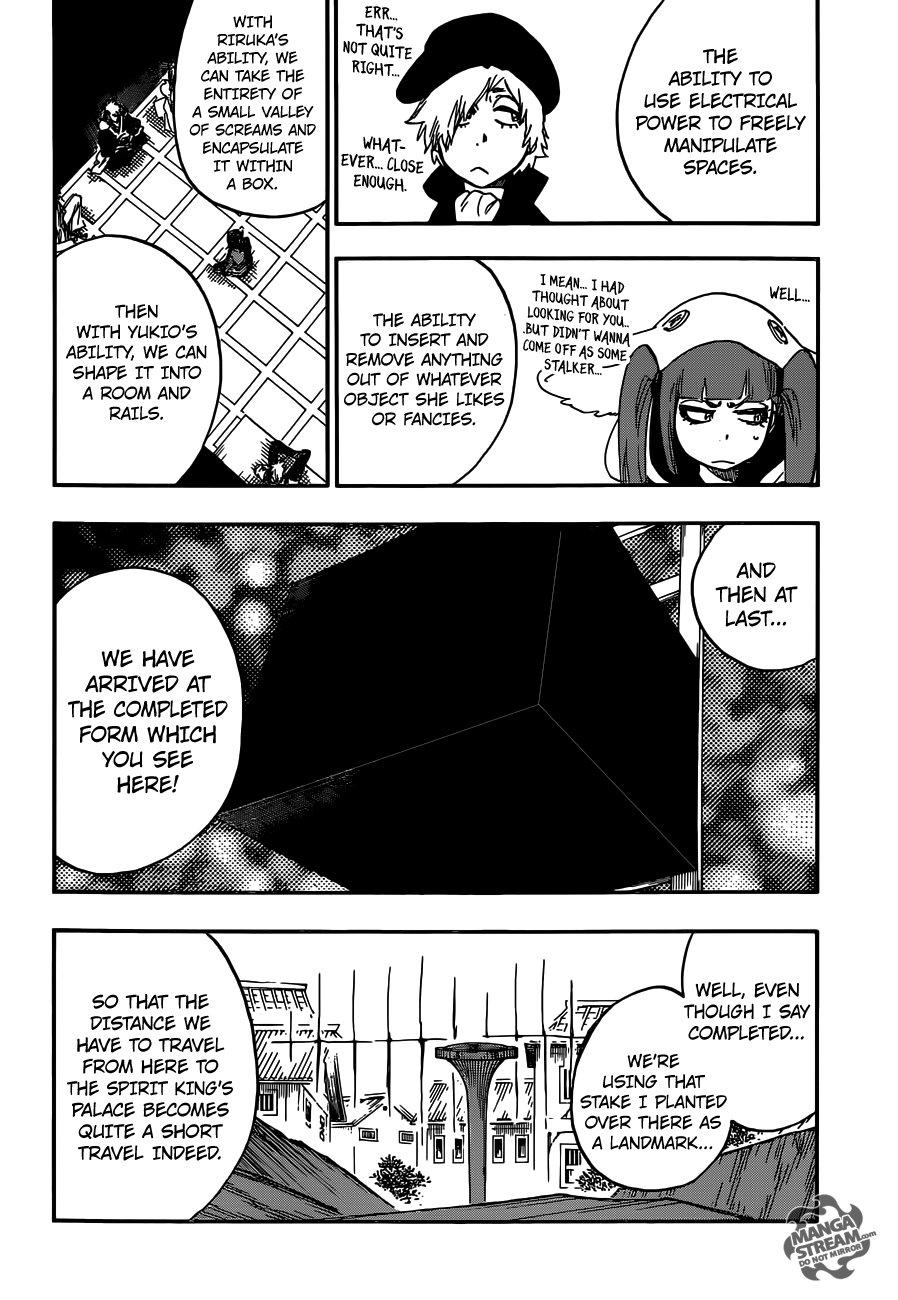 THE
ABILITY TO
USE ELECTRICAL
POWER TO FREELY
MANIPULATE
SPACES.
ERR...
THAT'S
NOT QUITE
RIGHT...
WHAT-
EVER... CLOSE
ENOUGH.
WELL...
I MEAN... I HAD
THOUGHT ABOUT
LOOKING FOR YOU..
.BUT DIDN'T WANNA
COME OFF AS SOME
STALKER...
THE ABILITY
TO INSERT AND
REMOVE ANYTHING
OUT OF WHATEVER
OBJECT SHE LIKES
OR FANCIES.
WITH
RIRUKA'S
ABILITY, WE
CAN TAKE THE
ENTIRETY OF
A SMALL VALLEY
OF SCREAMS AND
ENCAPSULATE
IT WITHIN
A BOX.
THEN
WITH YUKIO'S
ABILITY, WE CAN
SHAPE IT INTO
A ROOM AND
RAILS.
AND
THEN AT
LAST...
WE HAVE
ARRIVED AT
THE COMPLETED
FORM WHICH
YOU SEE
HERE!
WELL, EVEN
THOUGH I SAY
COMPLETED...
WE'RE
USING THAT
STAKE I PLANTED
OVER THERE AS
A LANDMARK...
SO THAT THE
DISTANCE WE
HAVE TO TRAVEL
FROM HERE TO
THE SPIRIT KING'S
PALACE BECOMES
QUITE A SHORT
TRAVEL INDEED.
MANGA
STREAM.com
DO NOT MIRROR